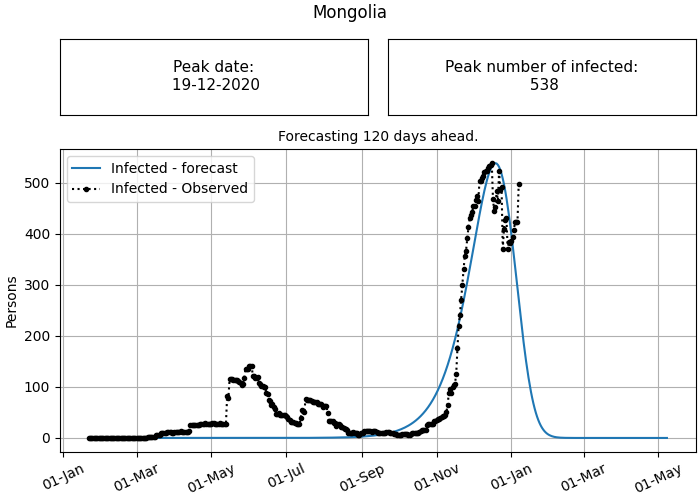 Mongolia
Peak date:
19-12-2020
Peak number of infected:
538
Forecasting 120 days ahead.
Infected - forecast
Infected - Observed
Persons
500
400
300
200
100
0
01-Jan
01-Mar
01-May
01-Jul
01-Sep
01-Nov
01-Jan
01-Mar
01-May